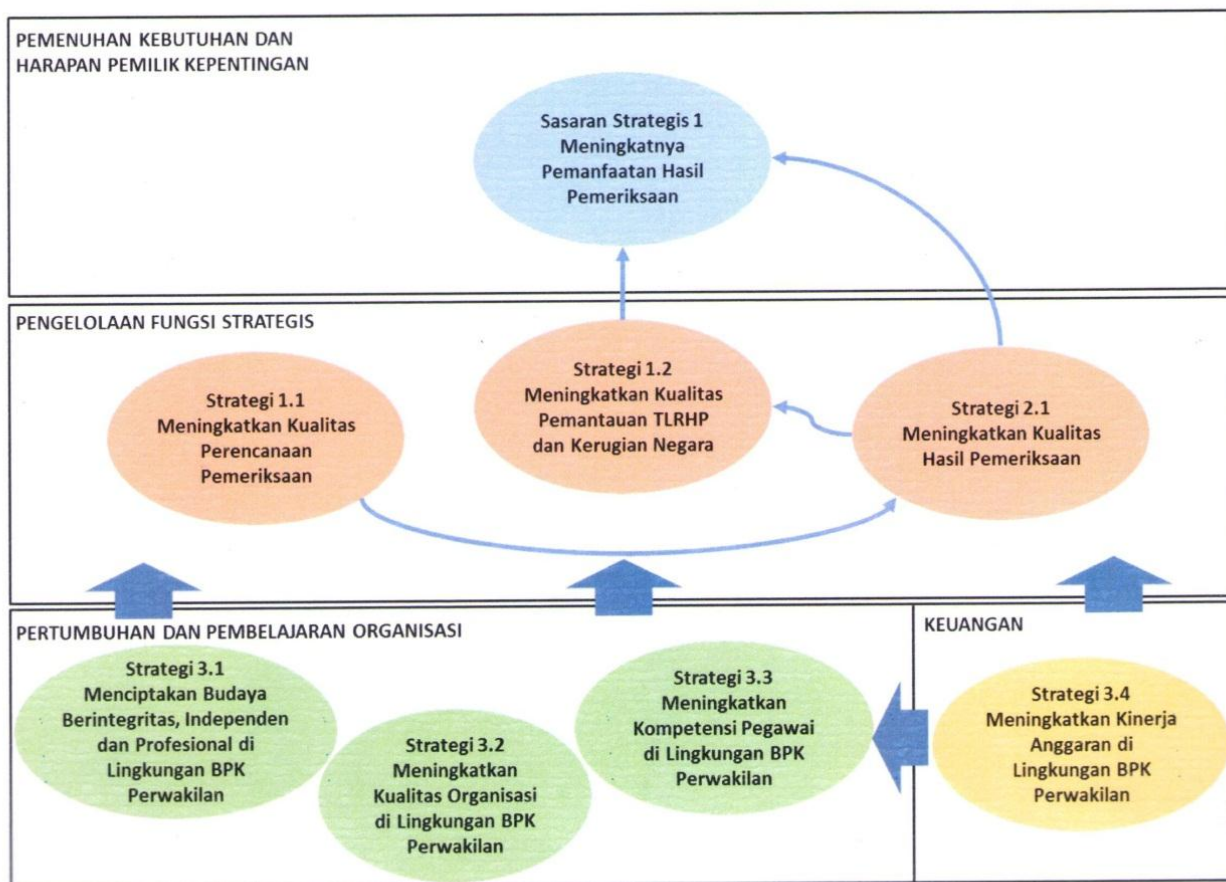 PEMENUHAN KEBUTUHAN DAN
HARAPAN PEMILIK KEPENTINGAN
Sasaran Strategis 1
Meningkatnya
Pemanfaatan Hasil
Pemeriksaan
PENGELOLAAN FUNGSI STRATEGIS
Strategi 1.1
Meningkatkan Kualitas
Perencanaan
Pemeriksaan
Strategi 1.2
Meningkatkan Kualitas
Pemantauan TLRHP
dan Kerugian Negara
Strategi 2.1
Meningkatkan Kualitas
Hasil Pemeriksaan
PERTUMBUHAN DAN PEMBELAJARAN ORGANISASI
Strategi 3.1
Menciptakan Budaya
Berintegritas, Independen
dan Profesional di
Lingkungan BPK
Perwakilan
Strategi 3.2
Meningkatkan
Kualitas Organisasi
di Lingkungan BPK
Perwakilan
Strategi 3.3
Meningkatkan
Kompetensi Pegawai
di Lingkungan BPK
Perwakilan
KEUANGAN
Strategi 3.4
Meningkatkan Kinerja
Anggaran di
Lingkungan BPK
Perwakilan